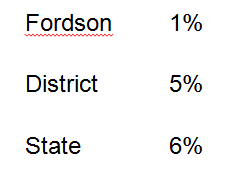 Fordson 1%
District 5%
State 6%